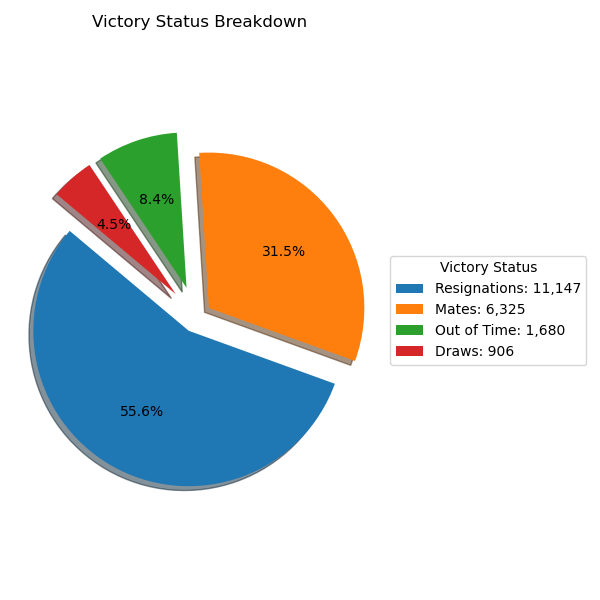 Victory Status Breakdown
8.4%
4.5%
31.5%
55.6%
Victory Status
Resignations: 11,147
Mates: 6,325
Out of Time: 1,680
Draws: 906